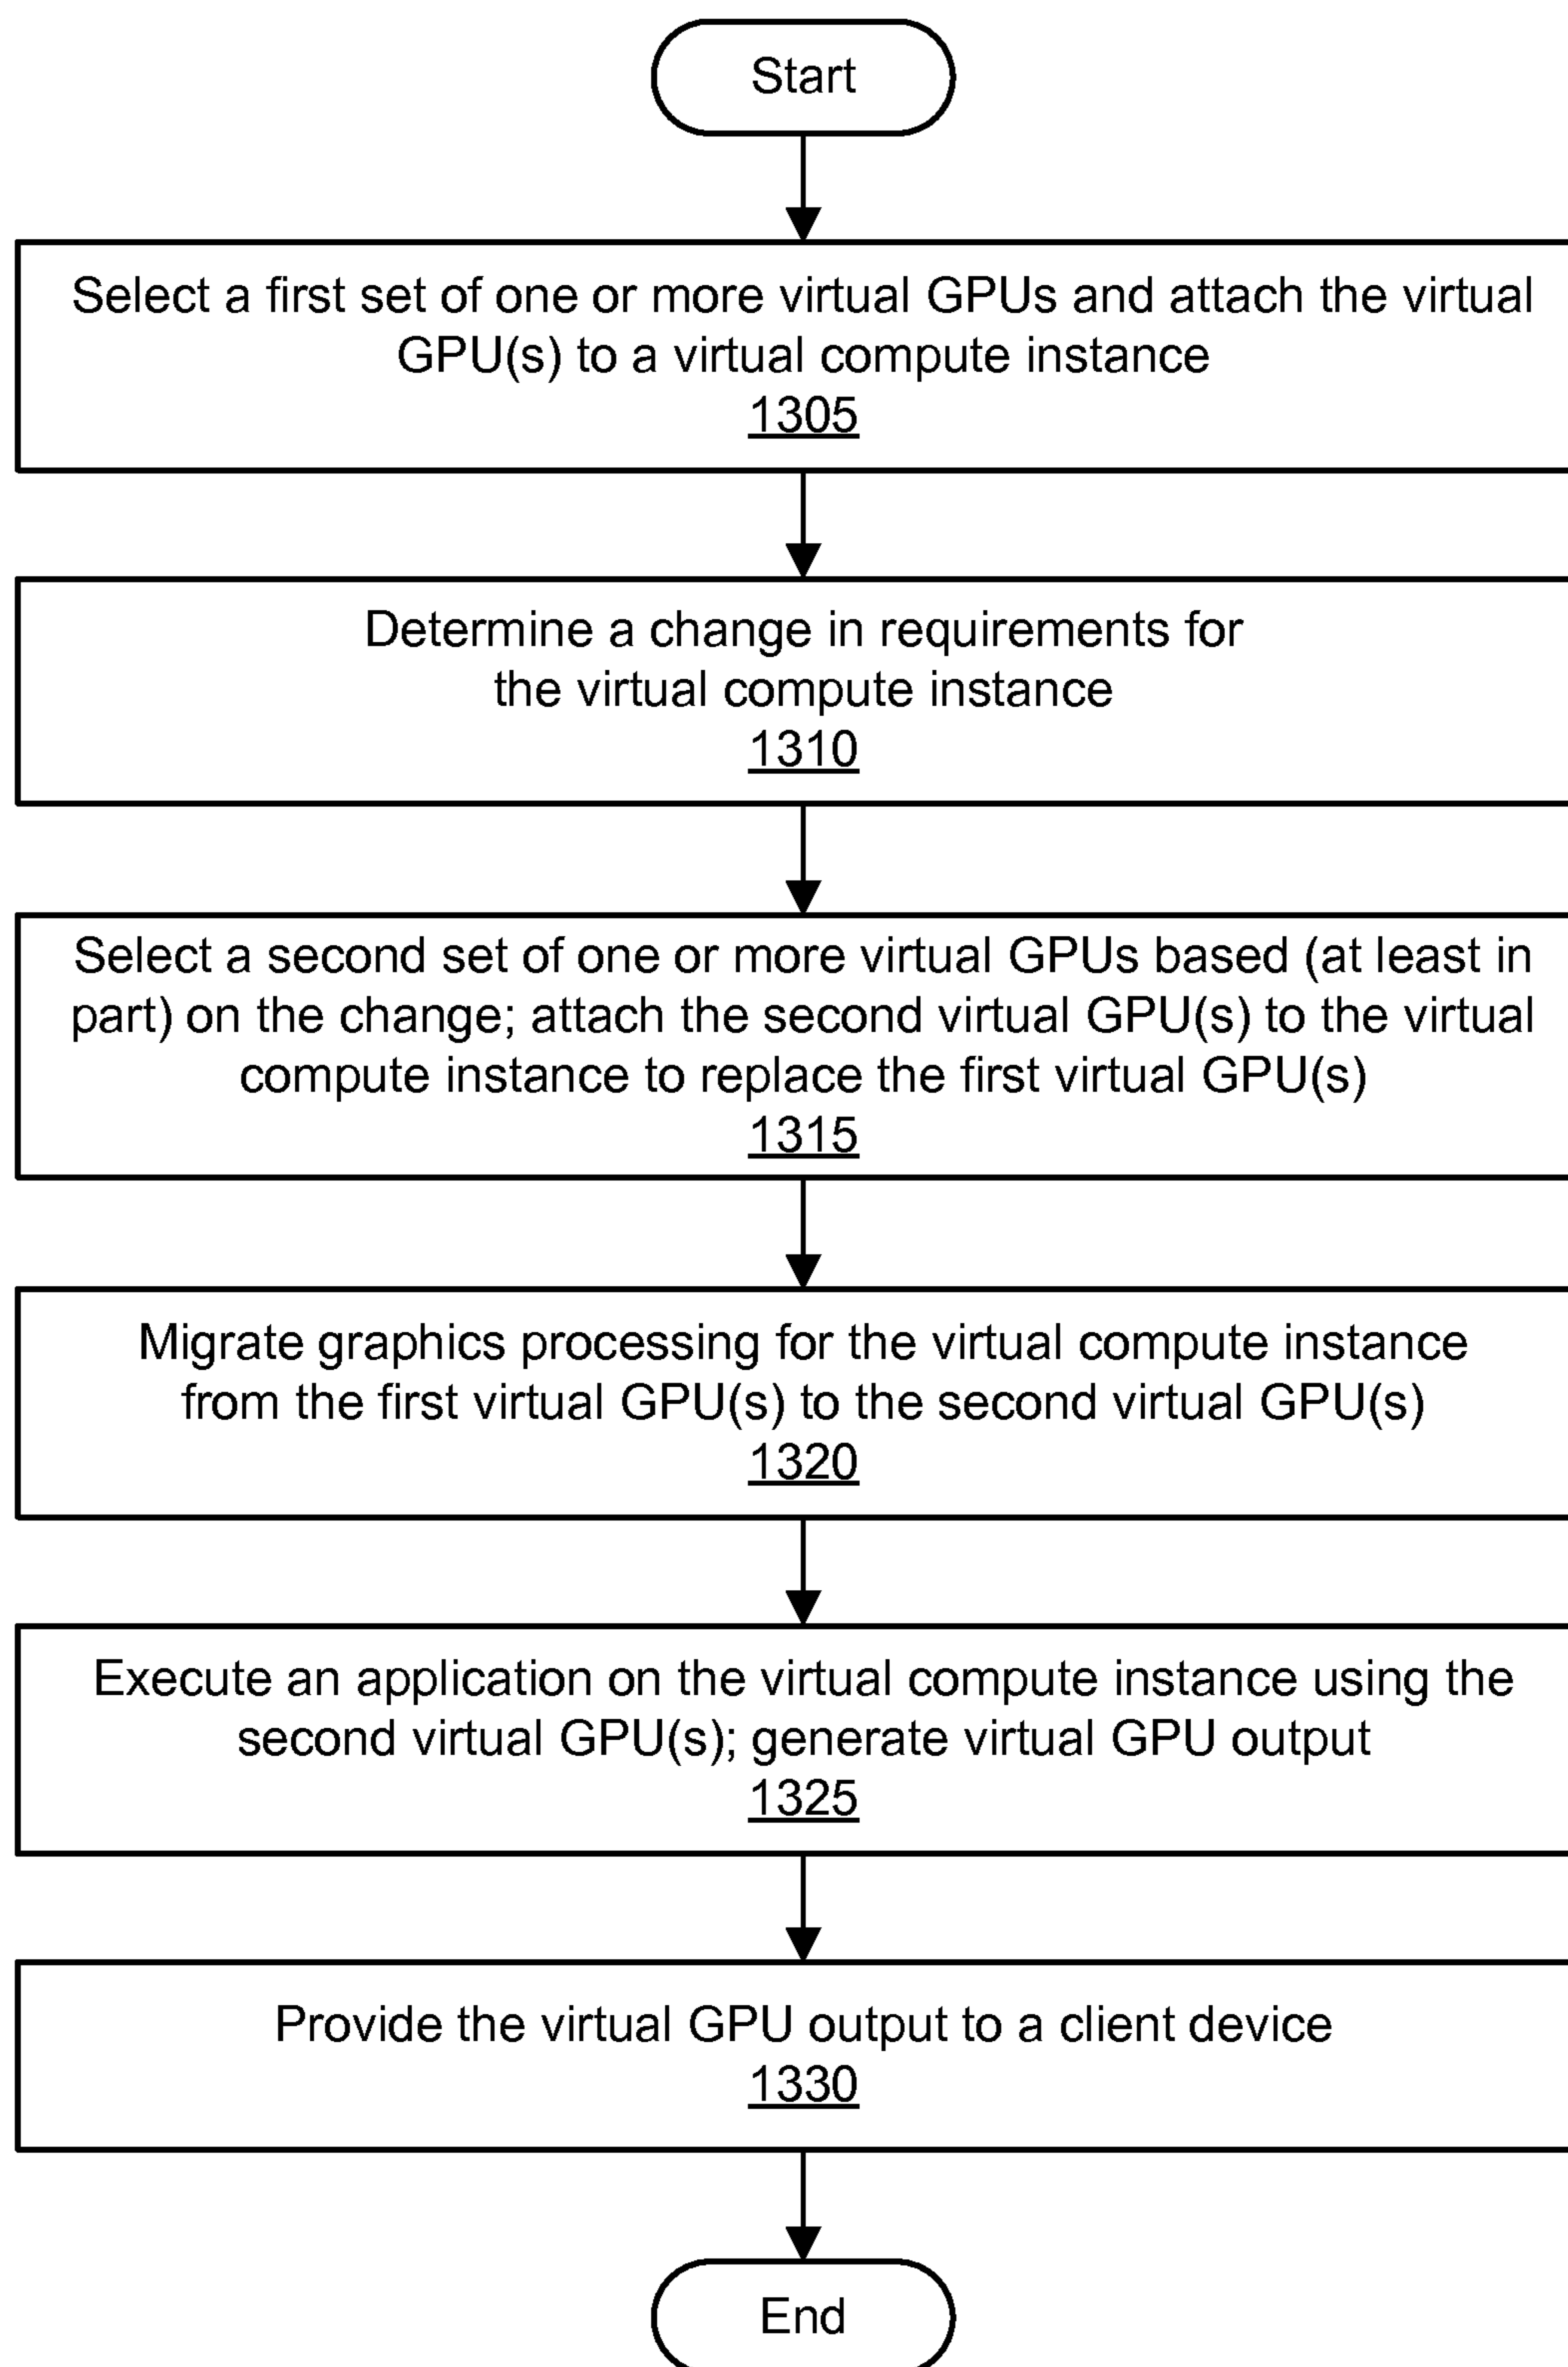 Start
Select a first set of one or more virtual GPUs and attach the virtual
GPU(s) to a virtual compute instance
1305
Determine a change in requirements for
the virtual compute instance
1310
Select a second set of one or more virtual GPUs based (at least in
part) on the change; attach the second virtual GPU(s) to the virtual
compute instance to replace the first virtual GPU(s)
1315
Migrate graphics processing for the virtual compute instance
from the first virtual GPU(s) to the second virtual GPU(s)
1320
Execute an application on the virtual compute instance using the
second virtual GPU(s); generate virtual GPU output
1325
Provide the virtual GPU output to a client device
1330
End